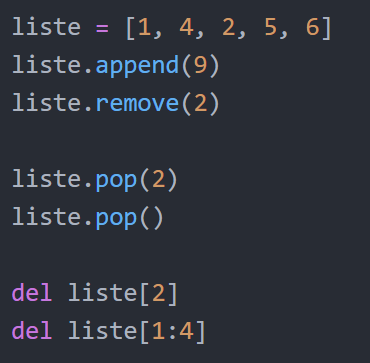 liste = [1, 4, 2, 5, 6]
liste.append(9)
liste.remove(2)
liste.pop(2)
liste.pop()
del liste[2]
del liste[1:4]